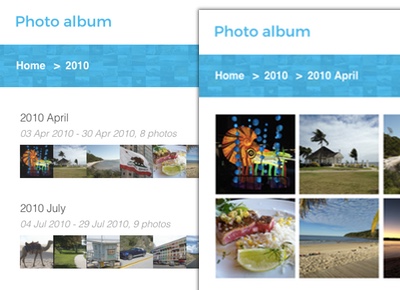 Photo album
Home > 2010
2010 April
03 Apr 2010 - 30 Apr 2010, 8 photos
2010 July
04 Jul 2010 - 29 Jul 2010, 9 photos
Photo album
Home > 2010 > 2010 April